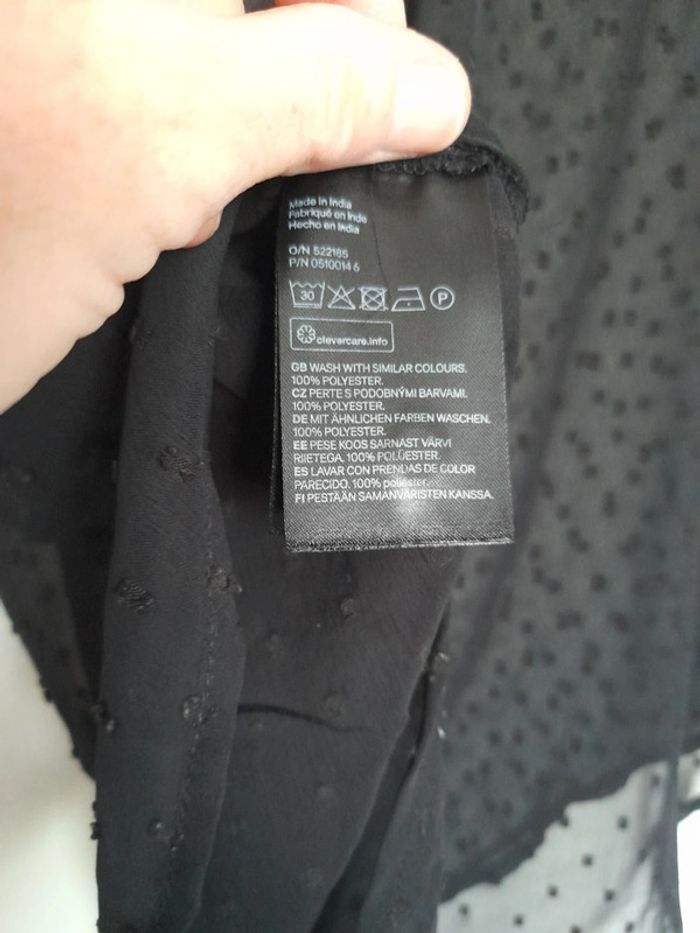 Made in India
Fabriqué en Inde
Hecho en India
O/N 522185
P/N 0510014 6
30
P
clevercare.info
GB WASH WITH SIMILAR COLOURS.
100% POLYESTER.
CZ PERTE S PODOBNÝMI BARVAMI.
100% POLYESTER.
DE MIT ÄHNLICHEN FARBEN WASCHEN.
100% POLYESTER.
EE PESE KOOS SARNAST VÄRVI
RIIETEGA. 100% POLÜESTER.
ES LAVAR CON PRENDAS DE COLOR
PARECIDO. 100% poliéster.
FI PESTÄÄN SAMANVÄRISTEN KANSSA.